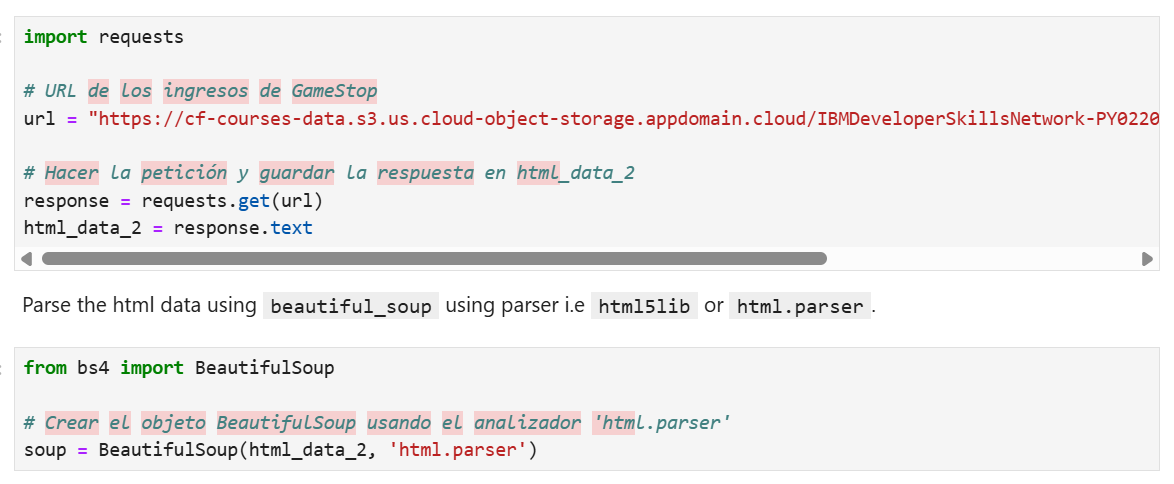 import requests
# URL de los ingresos de GameStop
url = "https://cf-courses-data.s3.us.cloud-object-storage.appdomain.cloud/IBMDeveloperSkillsNetwork-PY0220
# Hacer la petición y guardar la respuesta en html_data_2
response = requests.get(url)
html_data_2 = response.text
Parse the html data using beautiful_soup using parser i.e html5lib or html.parser.
from bs4 import BeautifulSoup
# Crear el objeto BeautifulSoup usando el analizador 'html.parser'
soup = BeautifulSoup(html_data_2, 'html.parser')